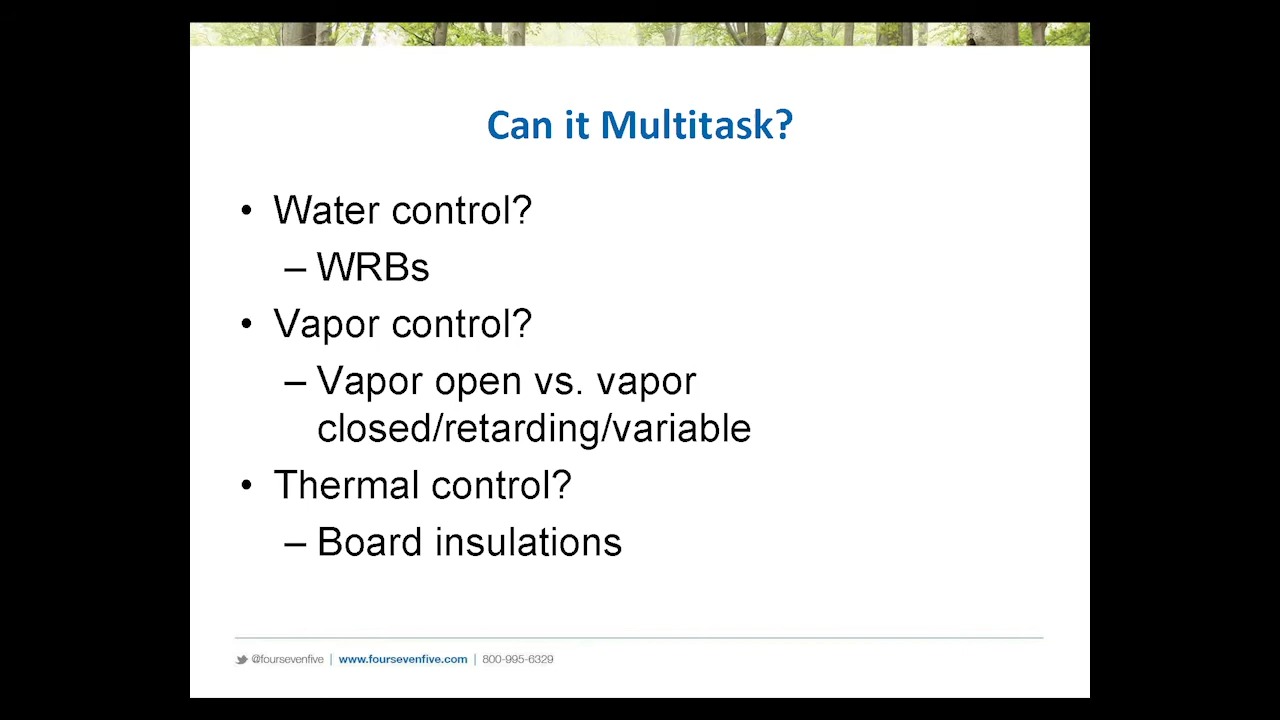 Can it Multitask?
• Water control?
– WRBs
• Vapor control?
– Vapor open vs. vapor
closed/retarding/variable
• Thermal control?
– Board insulations
@foursevenfive | www.foursevenfive.com | 800-995-6329